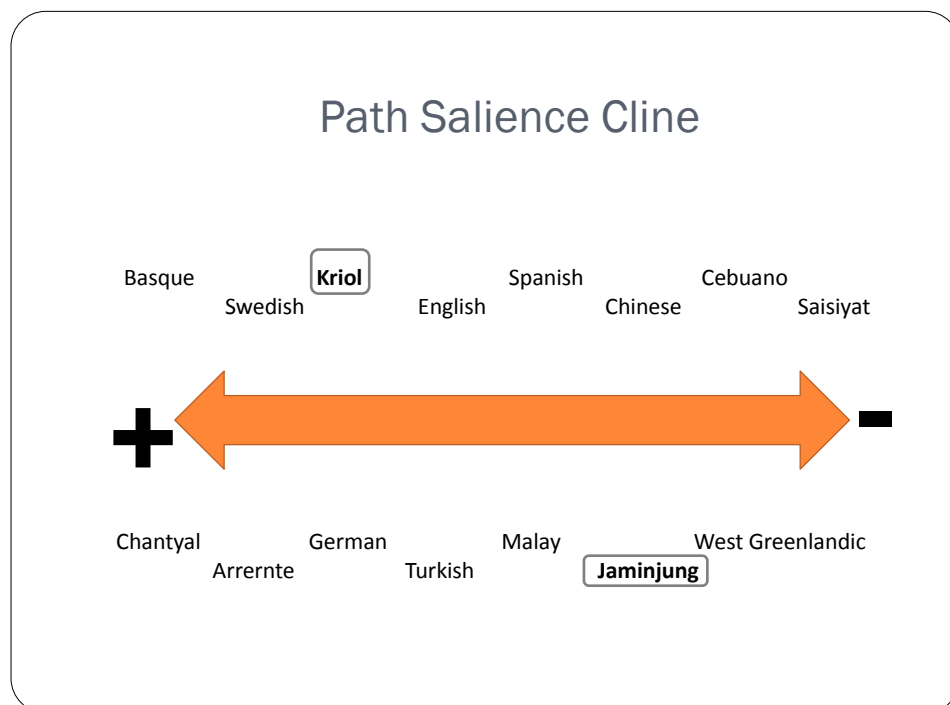 Path Salience Cline
Basque Kriol Spanish Cebuano
Swedish English Chinese Saisiyat
+ -
Chantyal German Malay West Greenlandic
Arrernte Turkish Jaminjung